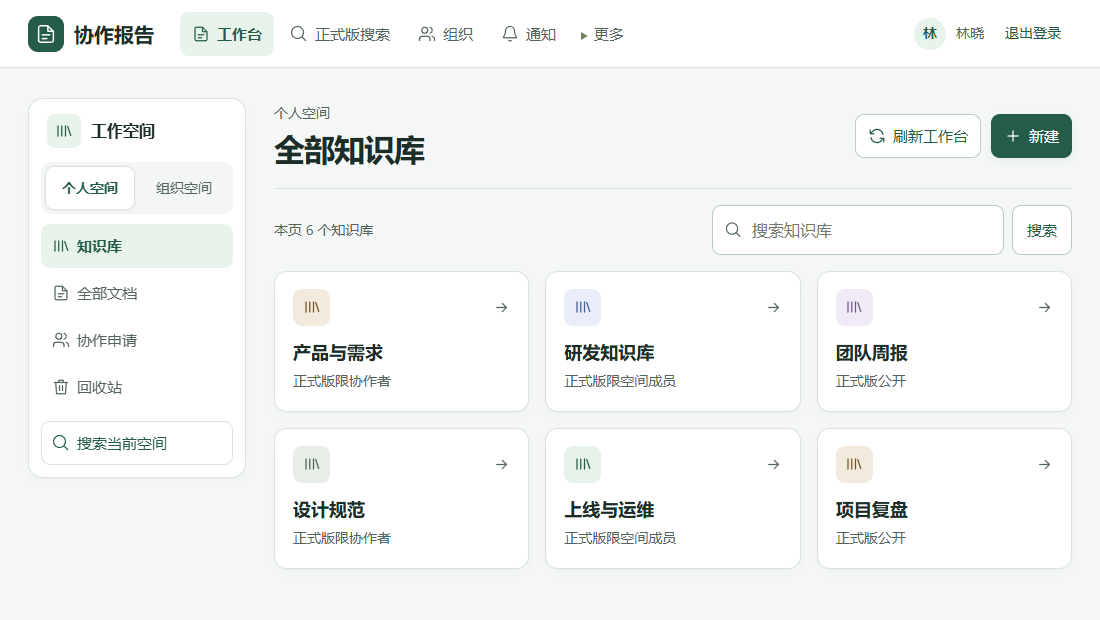 协作报告
工作台
正式版搜索
组织
通知
更多
林
林晓
退出登录
工作空间
个人空间
组织空间
知识库
全部文档
协作申请
回收站
搜索当前空间
个人空间
全部知识库
刷新工作台
新建
本页 6 个知识库
搜索知识库
搜索
产品与需求
正式版限协作者
研发知识库
正式版限空间成员
团队周报
正式版公开
设计规范
正式版限协作者
上线与运维
正式版限空间成员
项目复盘
正式版公开